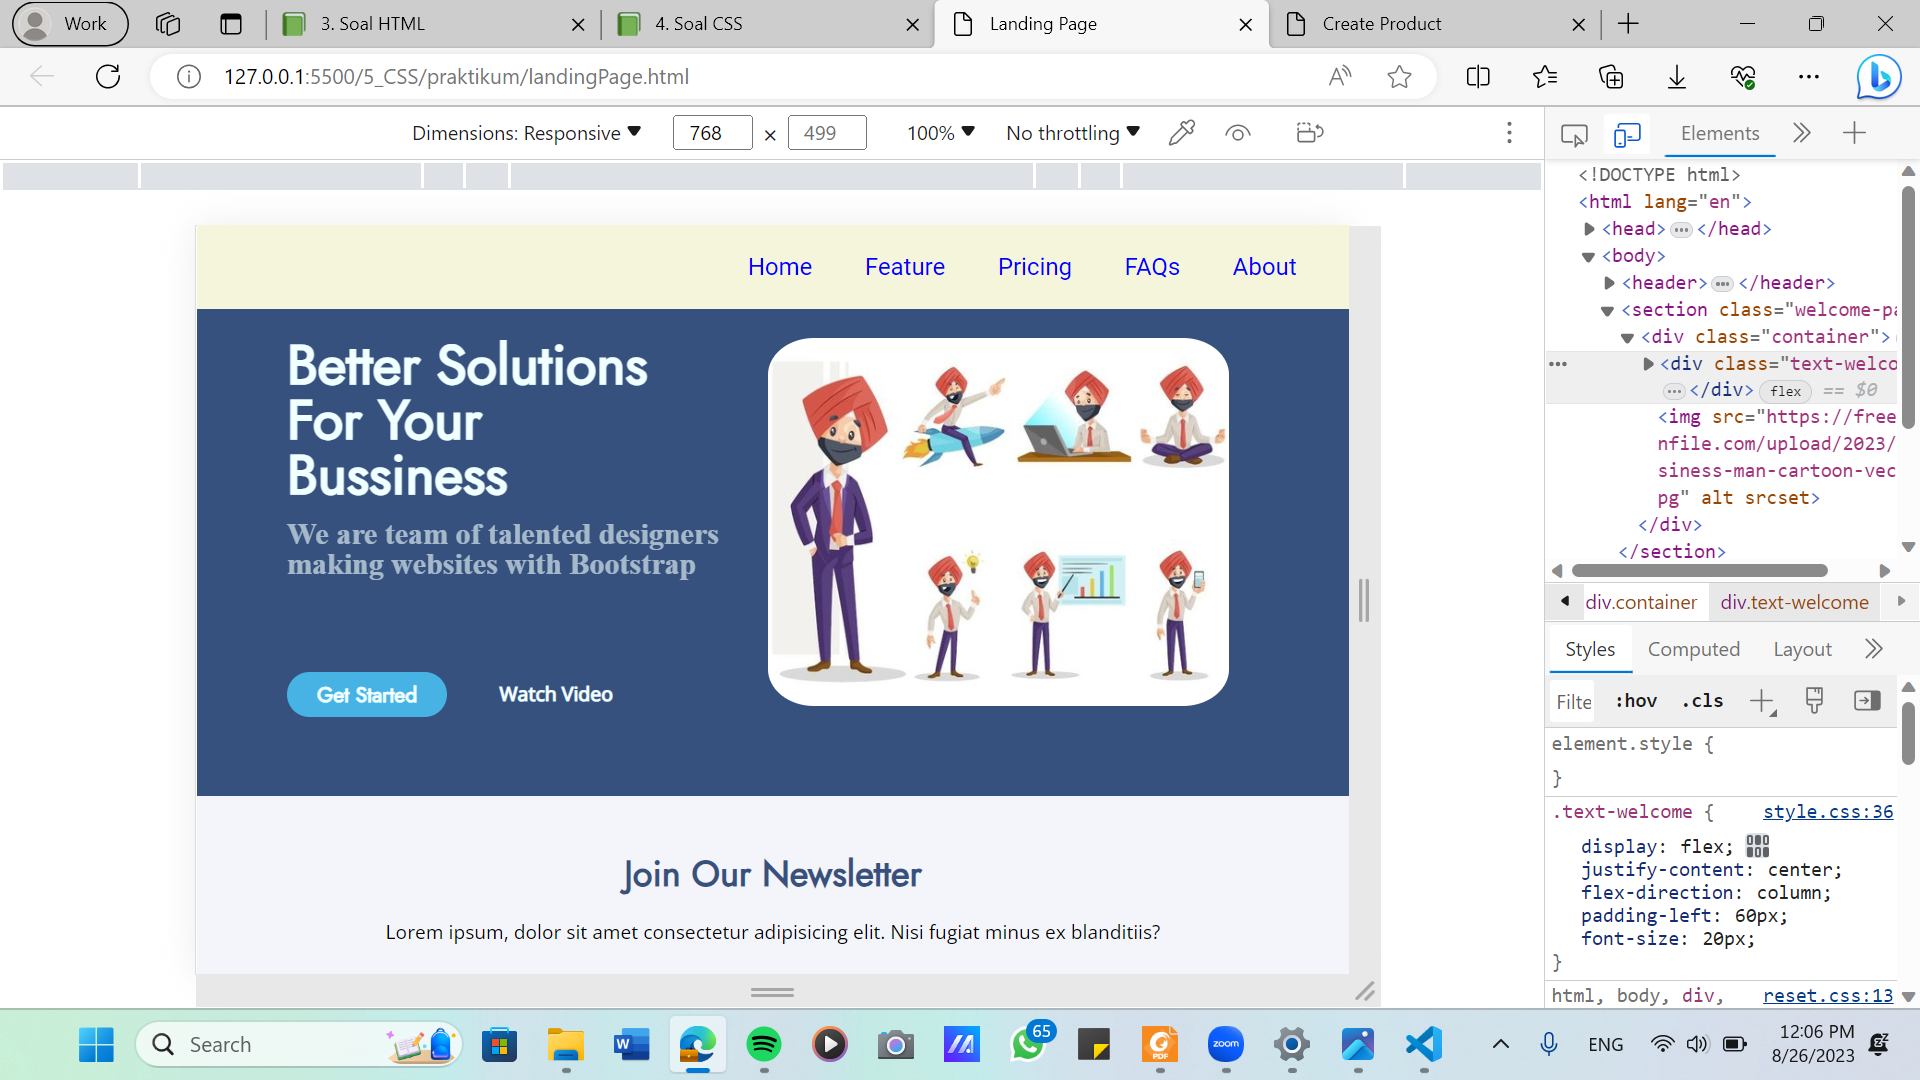 Work
3. Soal HTML
4. Soal CSS
Landing Page
Create Product
127.0.0.1:5500/5_CSS/praktikum/landingPage.html
Dimensions: Responsive
768 × 499
100%
No throttling
Elements
Home
Feature
Pricing
FAQs
About
Better Solutions
For Your
Bussiness
We are team of talented designers
making websites with Bootstrap
Get Started
Watch Video
Join Our Newsletter
Lorem ipsum, dolor sit amet consectetur adipisicing elit. Nisi fugiat minus ex blanditiis?
<!DOCTYPE html>
<html lang="en">
<head> ••• </head>
<body>
<header> ••• </header>
<section class="welcome-pa
<div class="container">
••• <div class="text-welco
••• </div> flex == $0
<img src="https://free
nfile.com/upload/2023/
siness-man-cartoon-vec
pg" alt srcset>
</div>
</section>
div.container
div.text-welcome
Styles
Computed
Layout
Filte
:hov
.cls
element.style {
}
.text-welcome { style.css:36
display: flex;
justify-content: center;
flex-direction: column;
padding-left: 60px;
font-size: 20px;
}
html, body, div, reset.css:13
Search
W
65
PDF
zoom
ENG
12:06 PM
8/26/2023